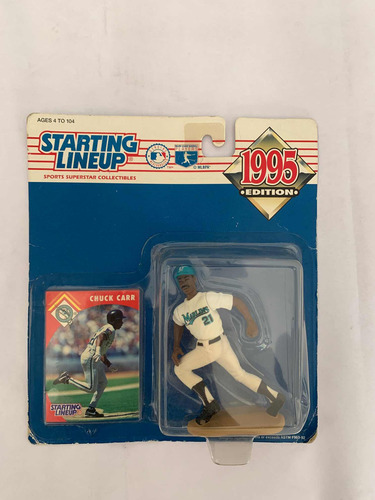 AGES 4 TO 104
STARTING
LINEUP
SPORTS SUPERSTAR COLLECTIBLES
1995
EDITION
CHUCK CARR
MARLINS
21
STARTING
LINEUP